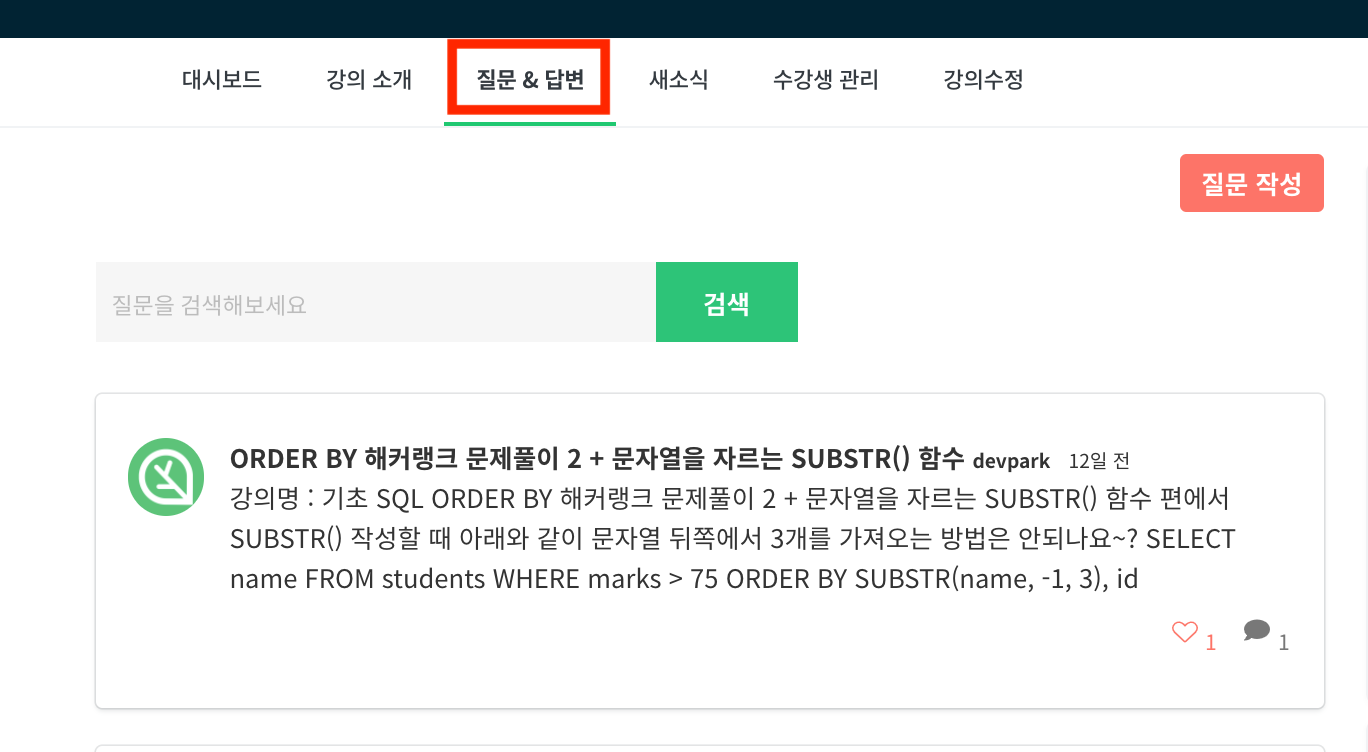 대시보드 강의 소개 질문 & 답변 새소식 수강생 관리 강의수정
질문 작성
질문을 검색해보세요 검색
ORDER BY 해커랭크 문제풀이 2 + 문자열을 자르는 SUBSTR() 함수 devpark 12일 전
강의명 : 기초 SQL ORDER BY 해커랭크 문제풀이 2 + 문자열을 자르는 SUBSTR() 함수 편에서
SUBSTR() 작성할 때 아래와 같이 문자열 뒤쪽에서 3개를 가져오는 방법은 안되나요~? SELECT
name FROM students WHERE marks > 75 ORDER BY SUBSTR(name, -1, 3), id
1 1